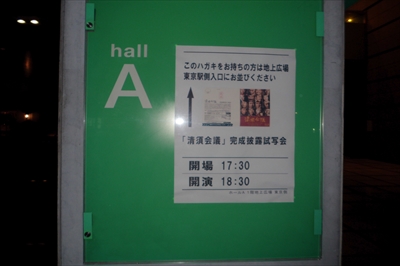 hall
A
このハガキをお持ちの方は地上広場
東京駅側入口にお並びください
「清須会議」完成披露試写会
開場 17:30
開演 18:30